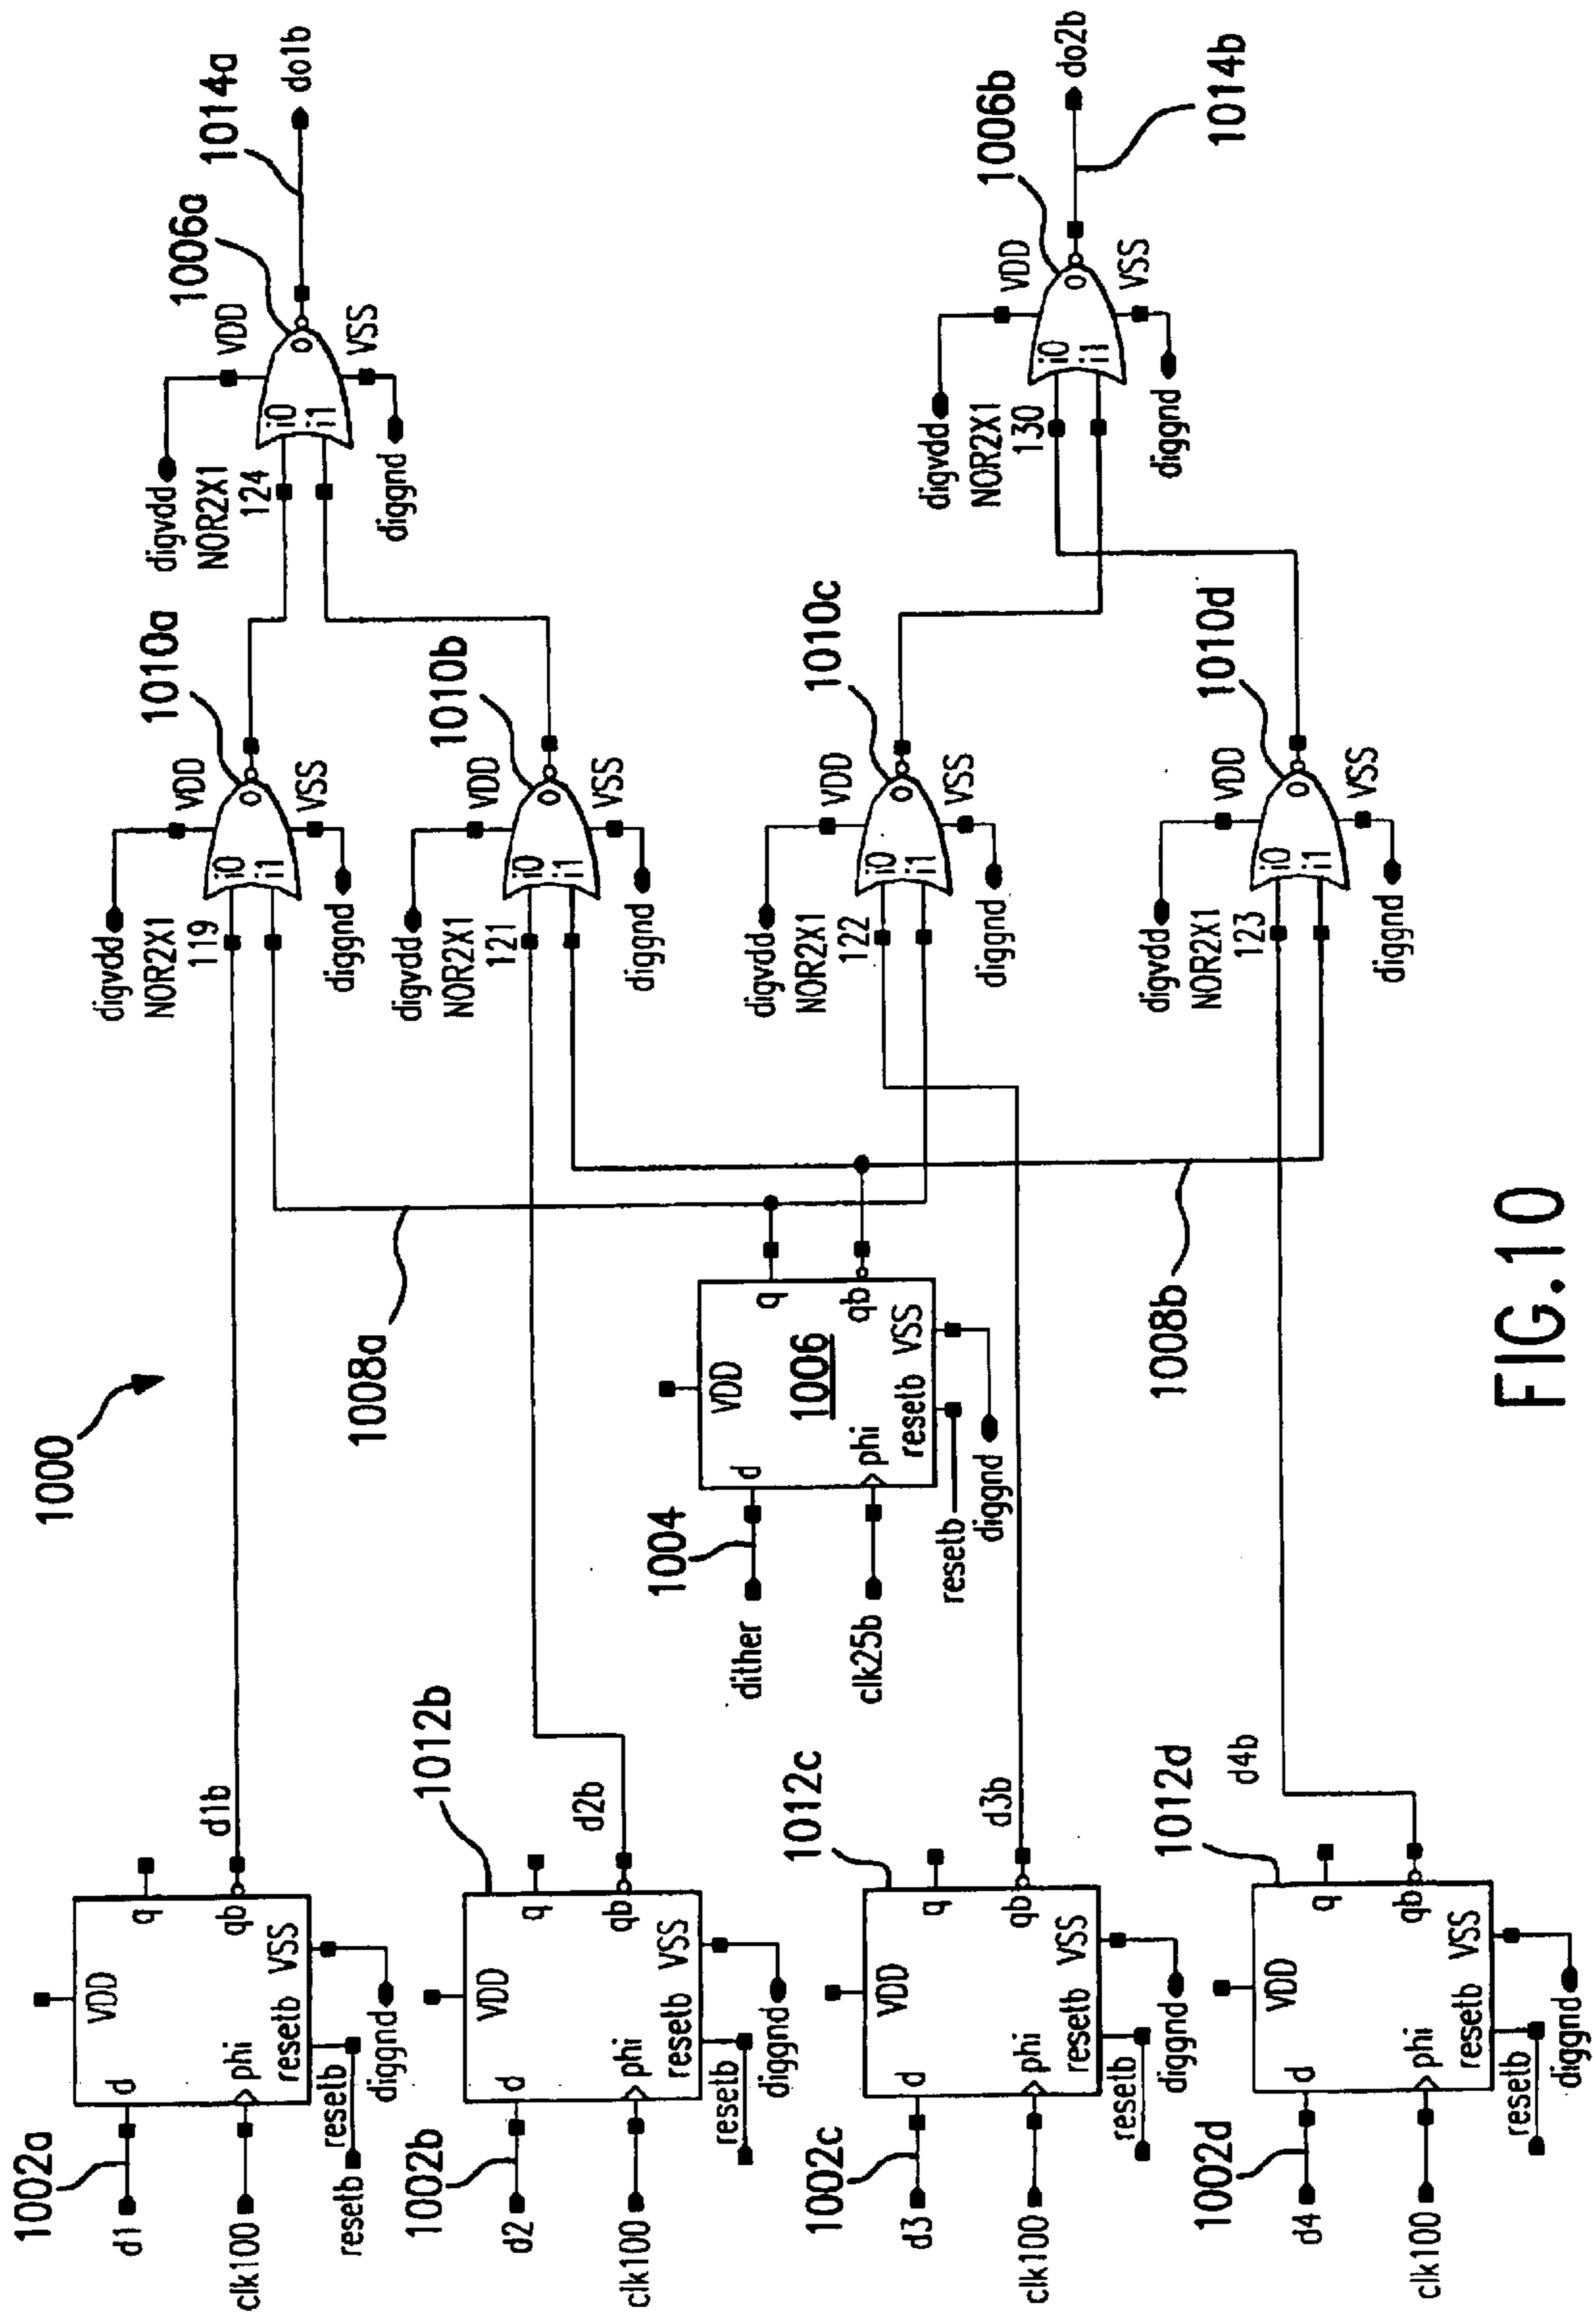 1000
1002a
d1
clk100
resetb
resetb
diggnd
d
phi
VDD
resetb
VSS
q
qb
d1b
1002b
d2
clk100
resetb
diggnd
d
phi
VDD
resetb
VSS
q
qb
1012b
d2b
1002c
d3
clk100
resetb
diggnd
d
phi
VDD
resetb
VSS
q
qb
1012c
d3b
1002d
d4
clk100
resetb
diggnd
d
phi
VDD
resetb
VSS
q
qb
1012d
d4b
1004
dither
clk25b
resetb
diggnd
d
phi
VDD
1006
resetb
VSS
q
qb
1008a
1008b
digvdd
NOR2X1
119
diggnd
i0
i1
VDD
VSS
O
1010a
digvdd
NOR2X1
121
diggnd
i0
i1
VDD
VSS
O
1010b
digvdd
NOR2X1
122
diggnd
i0
i1
VDD
VSS
O
1010c
digvdd
NOR2X1
123
diggnd
i0
i1
VDD
VSS
O
1010d
digvdd
NOR2X1
124
diggnd
i0
i1
VDD
VSS
O
1006a
1014a
do1b
digvdd
NOR2X1
130
diggnd
i0
i1
VDD
VSS
O
1006b
1014b
do2b
FIG.10